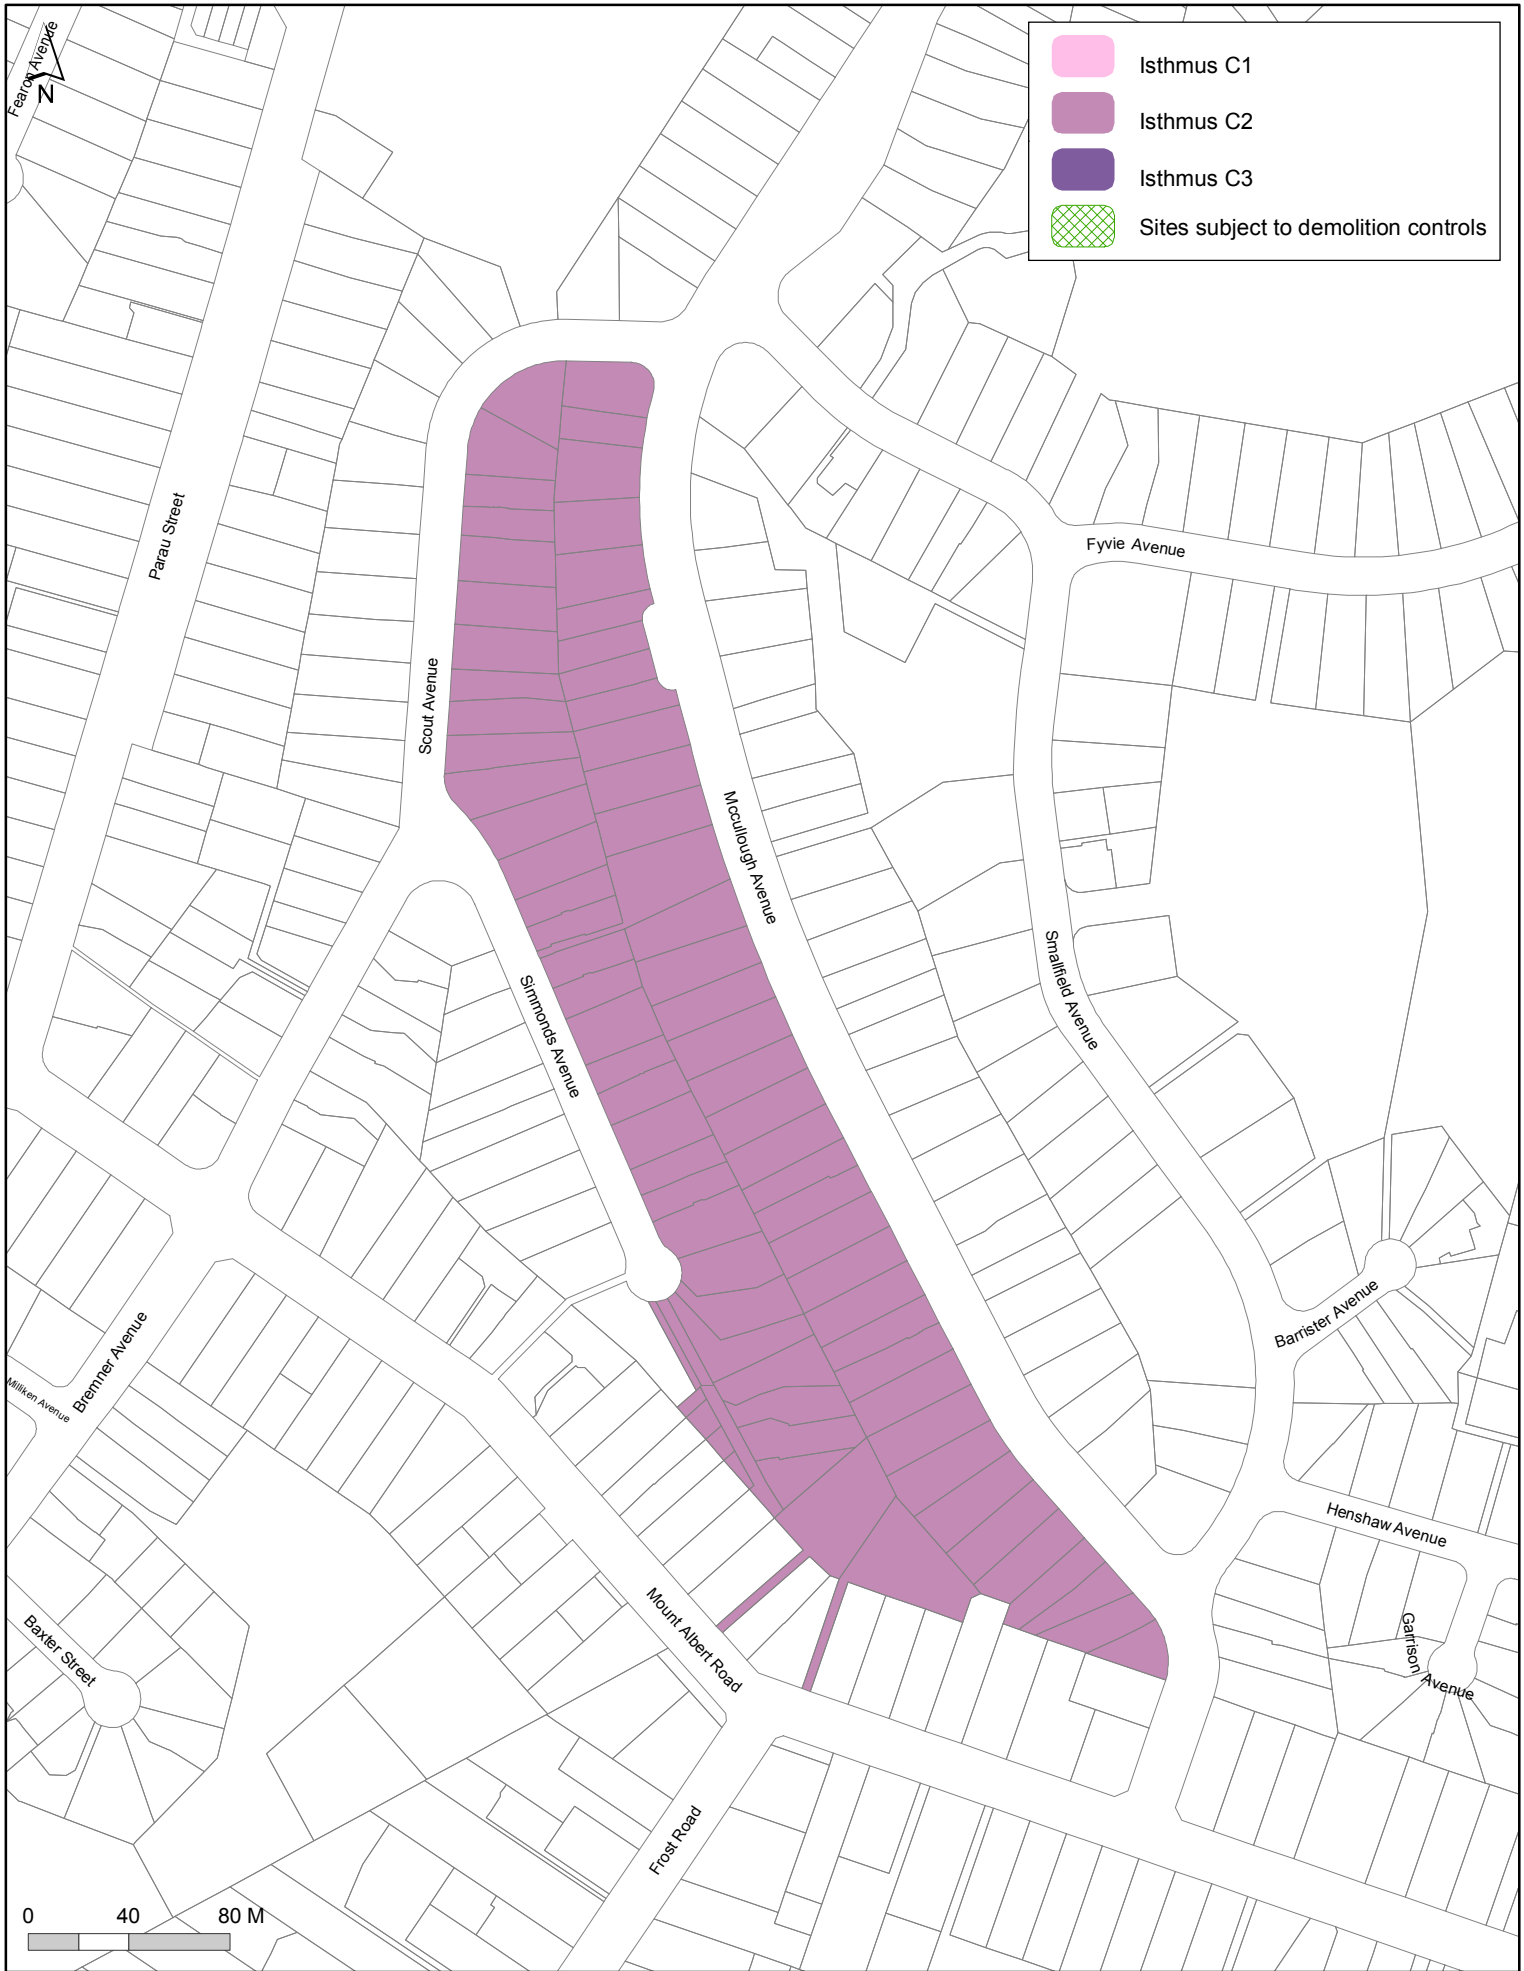 Fearon Avenue
N
Isthmus C1
Isthmus C2
Isthmus C3
Sites subject to demolition controls
Parau Street
Fyvie Avenue
Scout Avenue
Mccullough Avenue
Smallfield Avenue
Simmonds Avenue
Barrister Avenue
Bremner Avenue
Milliken Avenue
Henshaw Avenue
Mount Albert Road
Baxter Street
Garrison Avenue
Frost Road
0 40 80 M